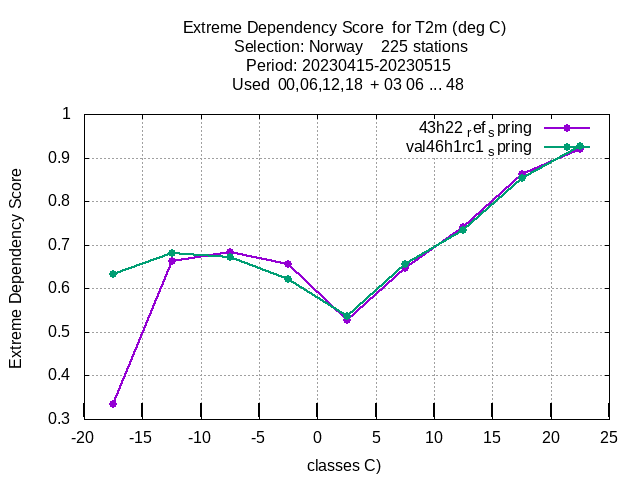 Extreme Dependency Score for T2m (deg C)
Selection: Norway 225 stations
Period: 20230415-20230515
Used 00,06,12,18 + 03 06 ... 48
43h22 ref spring
val46h1rc1 spring
1
0.9
0.8
0.7
0.6
0.5
0.4
0.3
Extreme Dependency Score
-20 -15 -10 -5 0 5 10 15 20 25
classes C)